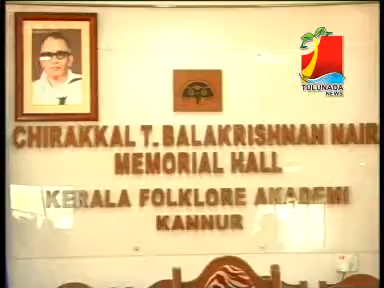 TULUNADA
NEWS
CHIRAKKAL T. BALAKRISHNAN NAIR
MEMORIAL HALL
KERALA FOLKLORE AKADEMI
KANNUR